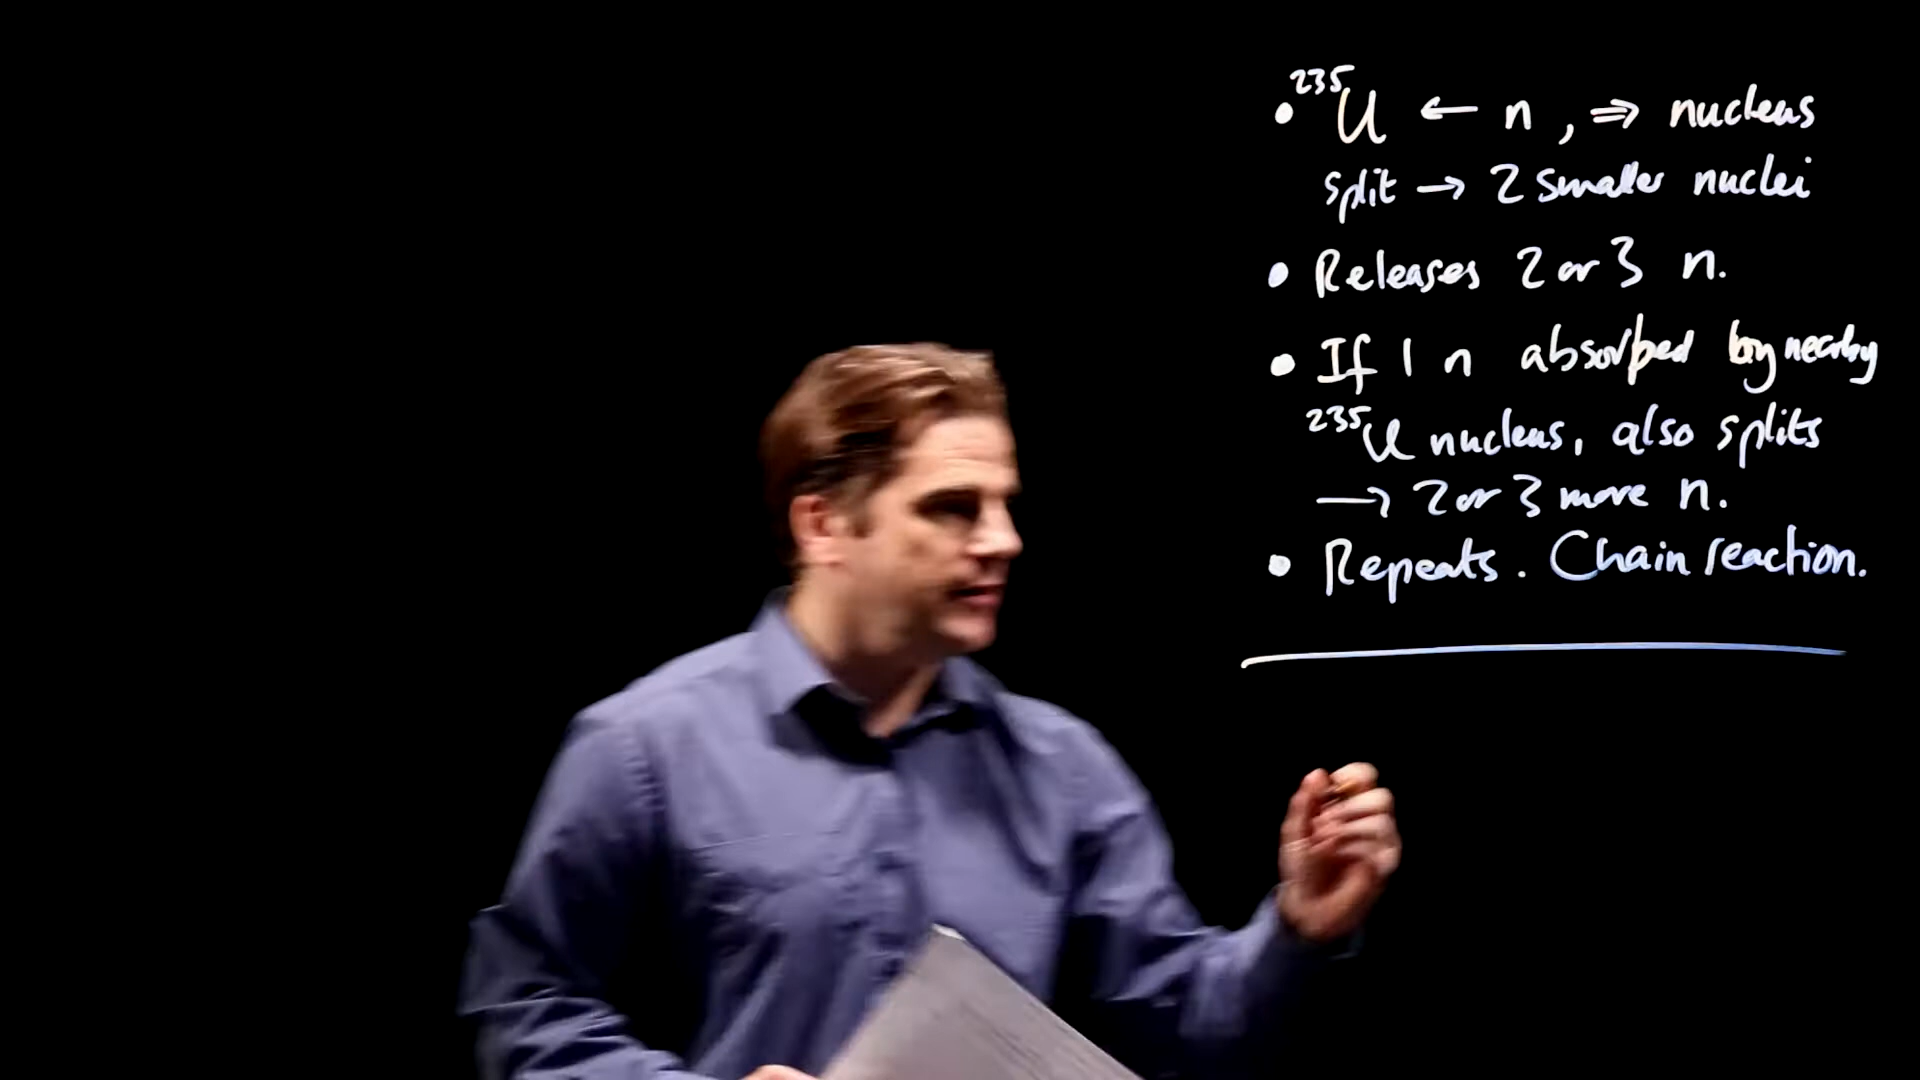 • ²³⁵U ← n , ⇒ nucleus
split → 2 smaller nuclei
• Releases 2 or 3 n.
• If 1 n absorbed by nearby
²³⁵U nucleus, also splits
→ 2 or 3 more n.
• Repeats. Chain reaction.